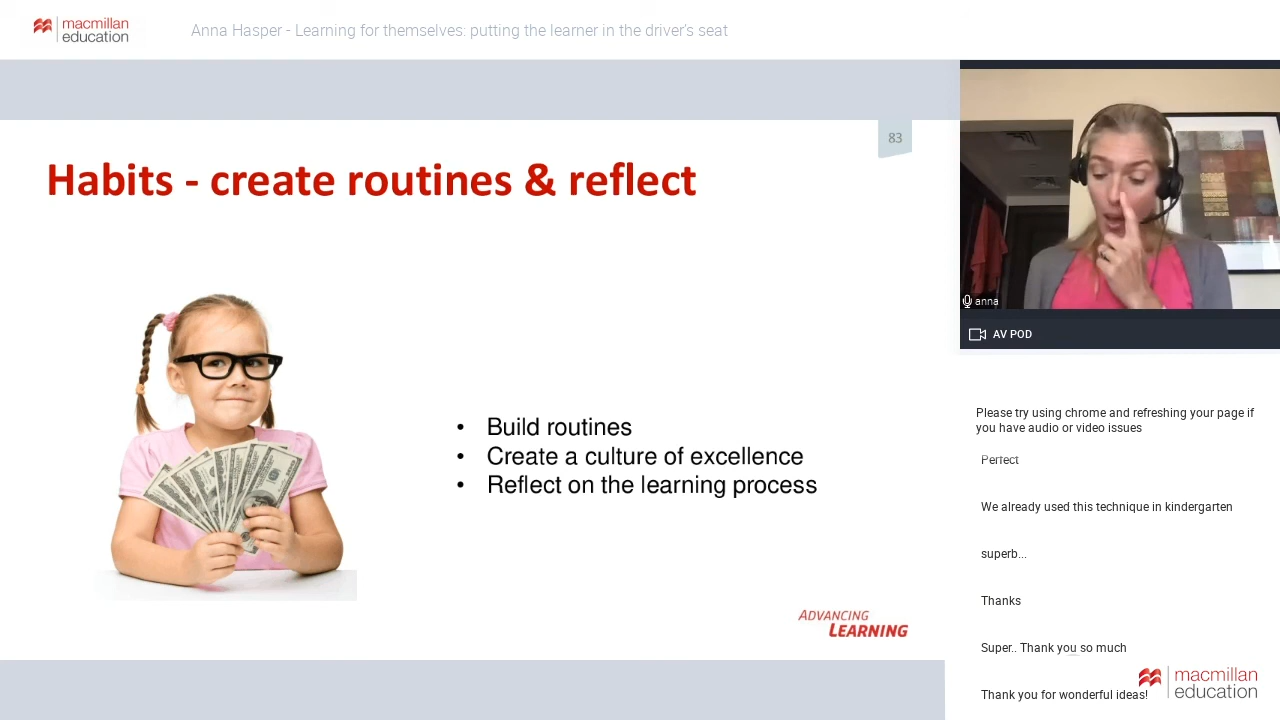 macmillan
education
Anna Hasper - Learning for themselves: putting the learner in the driver's seat
83
Habits - create routines & reflect
• Build routines
• Create a culture of excellence
• Reflect on the learning process
ADVANCING
LEARNING
anna
AV POD
Please try using chrome and refreshing your page if
you have audio or video issues
Perfect
We already used this technique in kindergarten
superb...
Thanks
Super.. Thank you so much
Thank you for wonderful ideas!
macmillan
education